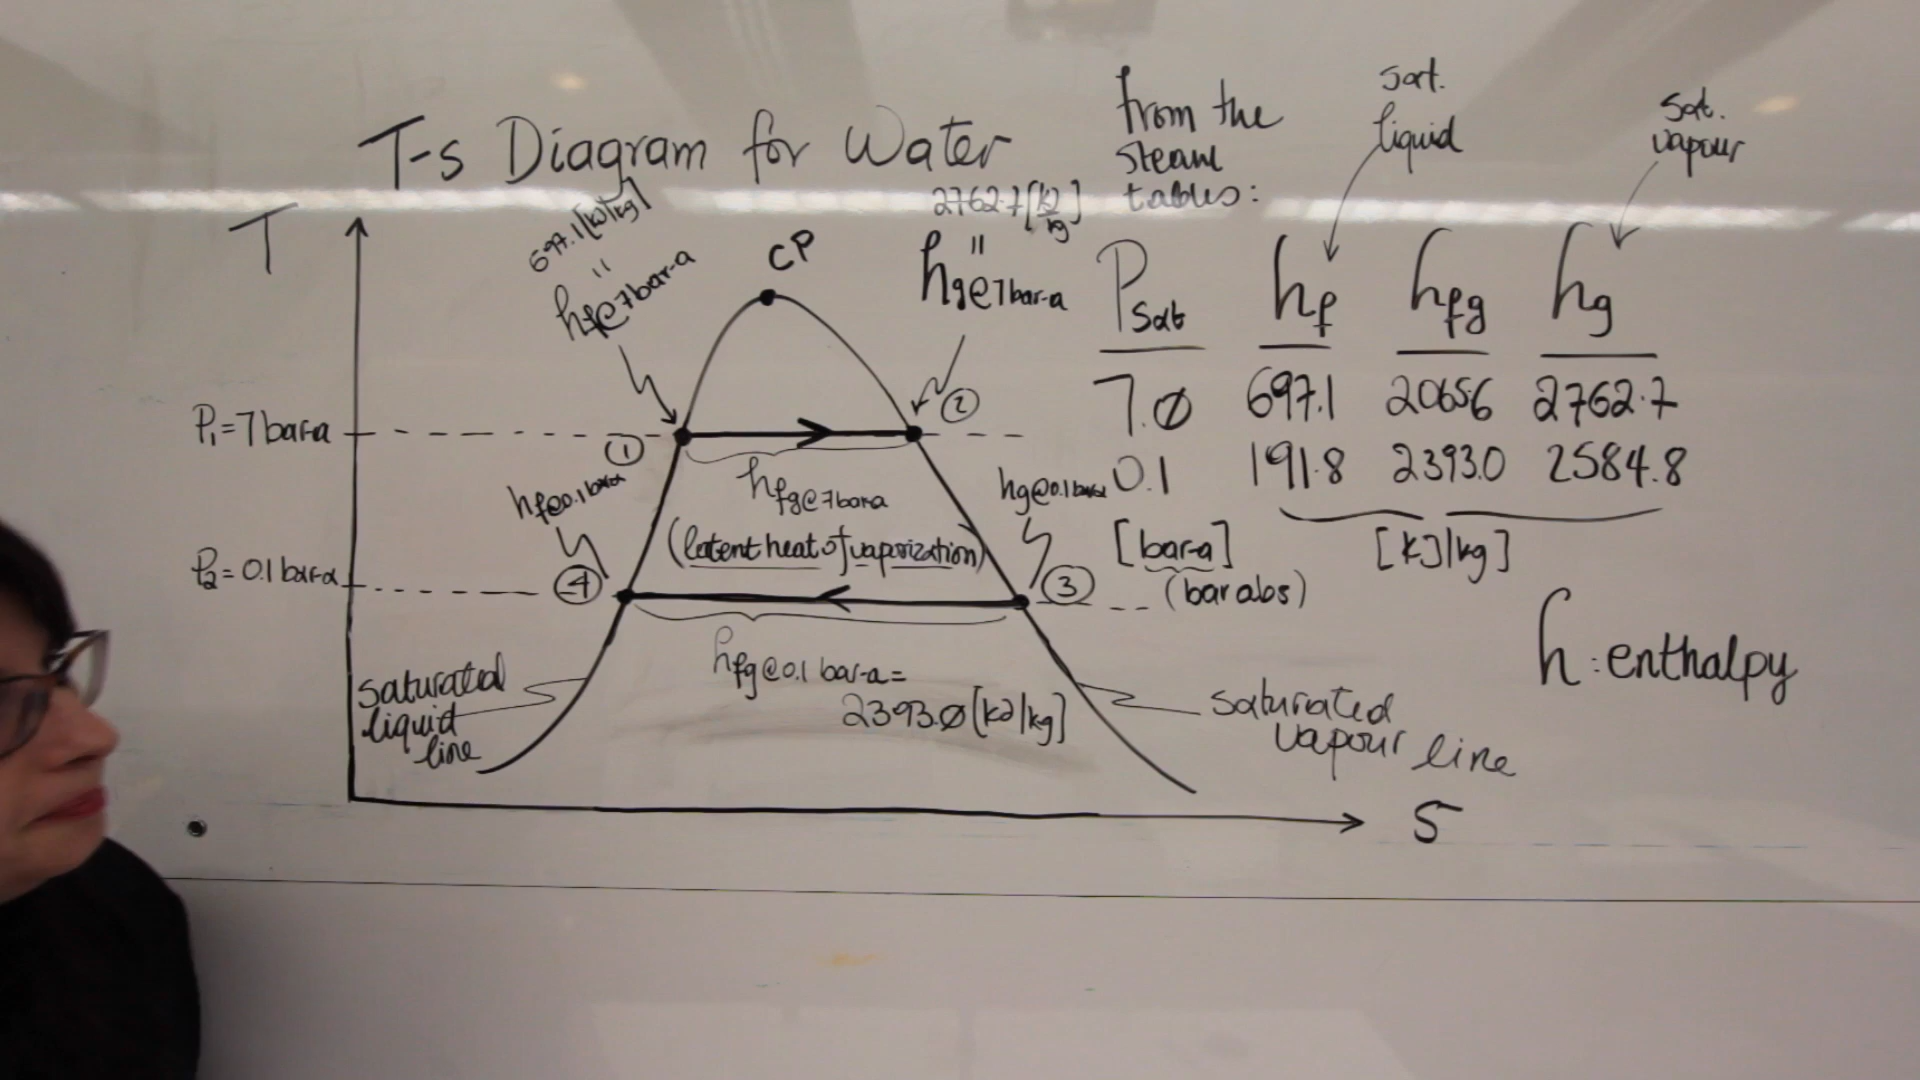 T-s Diagram for Water
from the
steam
tables:
sat.
liquid
sat.
vapour
T
697.1[kJ/kg]
=
hf@7bar-a
CP
2762.7[kJ/kg]
=
hg@7bar-a
Psat
hf
hfg
hg
7.0 697.1 2065.6 2762.7
0.1 191.8 2393.0 2584.8
[bar-a]
(bar abs)
[kJ/kg]
h: enthalpy
P1=7bar-a
1
2
hfg@7bar-a
(latent heat of vaporization)
hf@0.1bar-a
hg@0.1bar-a
P2=0.1bar-a
4
3
hfg@0.1 bar-a=
2393.0[kJ/kg]
saturated
liquid
line
saturated
vapour line
s